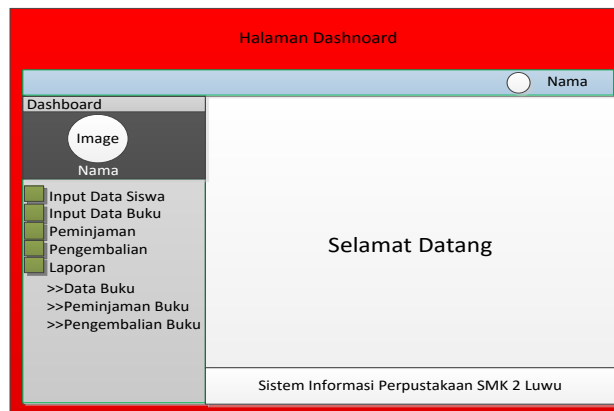 Halaman Dashnoard
Nama
Dashboard
Image
Nama
Input Data Siswa
Input Data Buku
Peminjaman
Pengembalian
Laporan
>>Data Buku
>>Peminjaman Buku
>>Pengembalian Buku
Selamat Datang
Sistem Informasi Perpustakaan SMK 2 Luwu